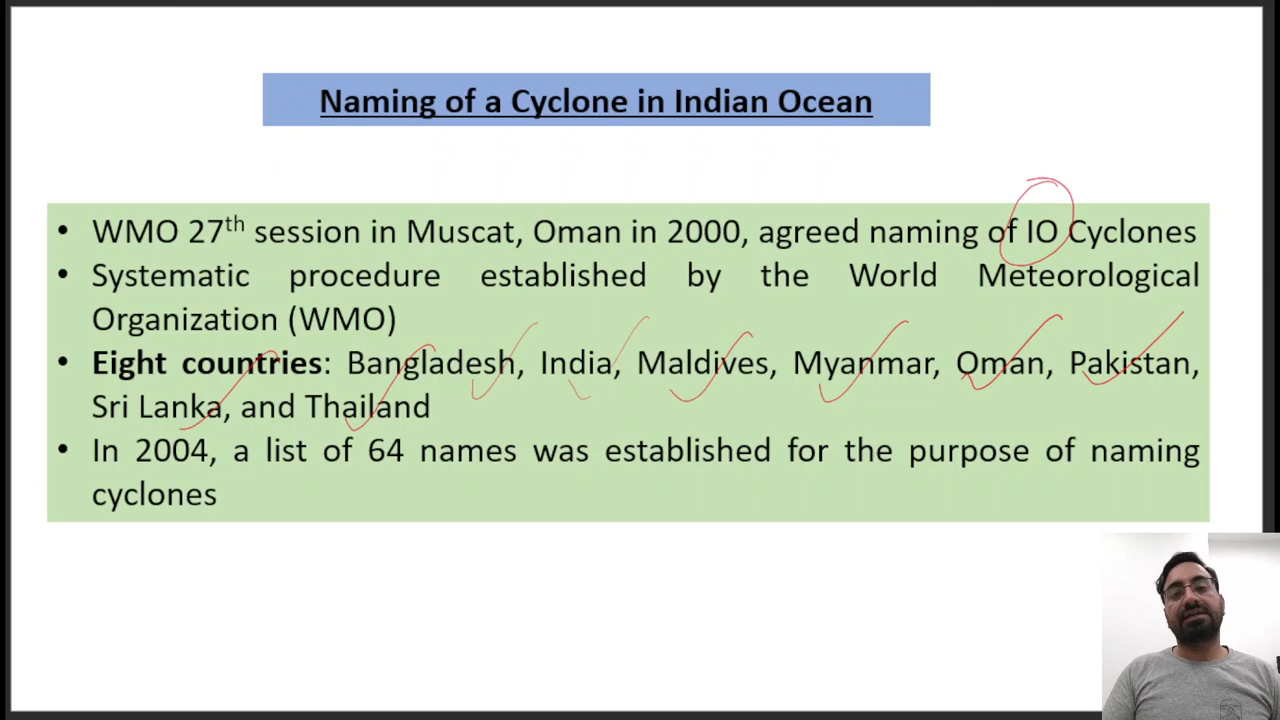 Naming of a Cyclone in Indian Ocean
• WMO 27th session in Muscat, Oman in 2000, agreed naming of IO Cyclones
• Systematic procedure established by the World Meteorological
Organization (WMO)
• Eight countries: Bangladesh, India, Maldives, Myanmar, Oman, Pakistan,
Sri Lanka, and Thailand
• In 2004, a list of 64 names was established for the purpose of naming
cyclones